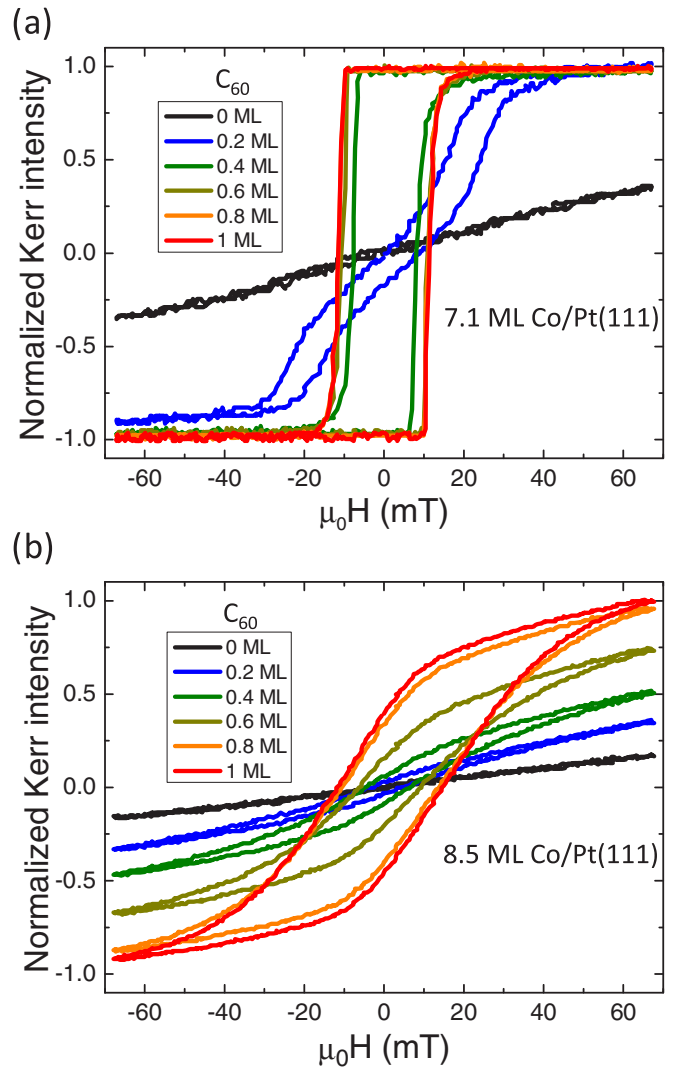 (a)
1.0
0.5
0.0
-0.5
-1.0
Normalized Kerr intensity
C60
0 ML
0.2 ML
0.4 ML
0.6 ML
0.8 ML
1 ML
7.1 ML Co/Pt(111)
-60 -40 -20 0 20 40 60
μ0H (mT)
(b)
1.0
0.5
0.0
-0.5
-1.0
Normalized Kerr intensity
C60
0 ML
0.2 ML
0.4 ML
0.6 ML
0.8 ML
1 ML
8.5 ML Co/Pt(111)
-60 -40 -20 0 20 40 60
μ0H (mT)